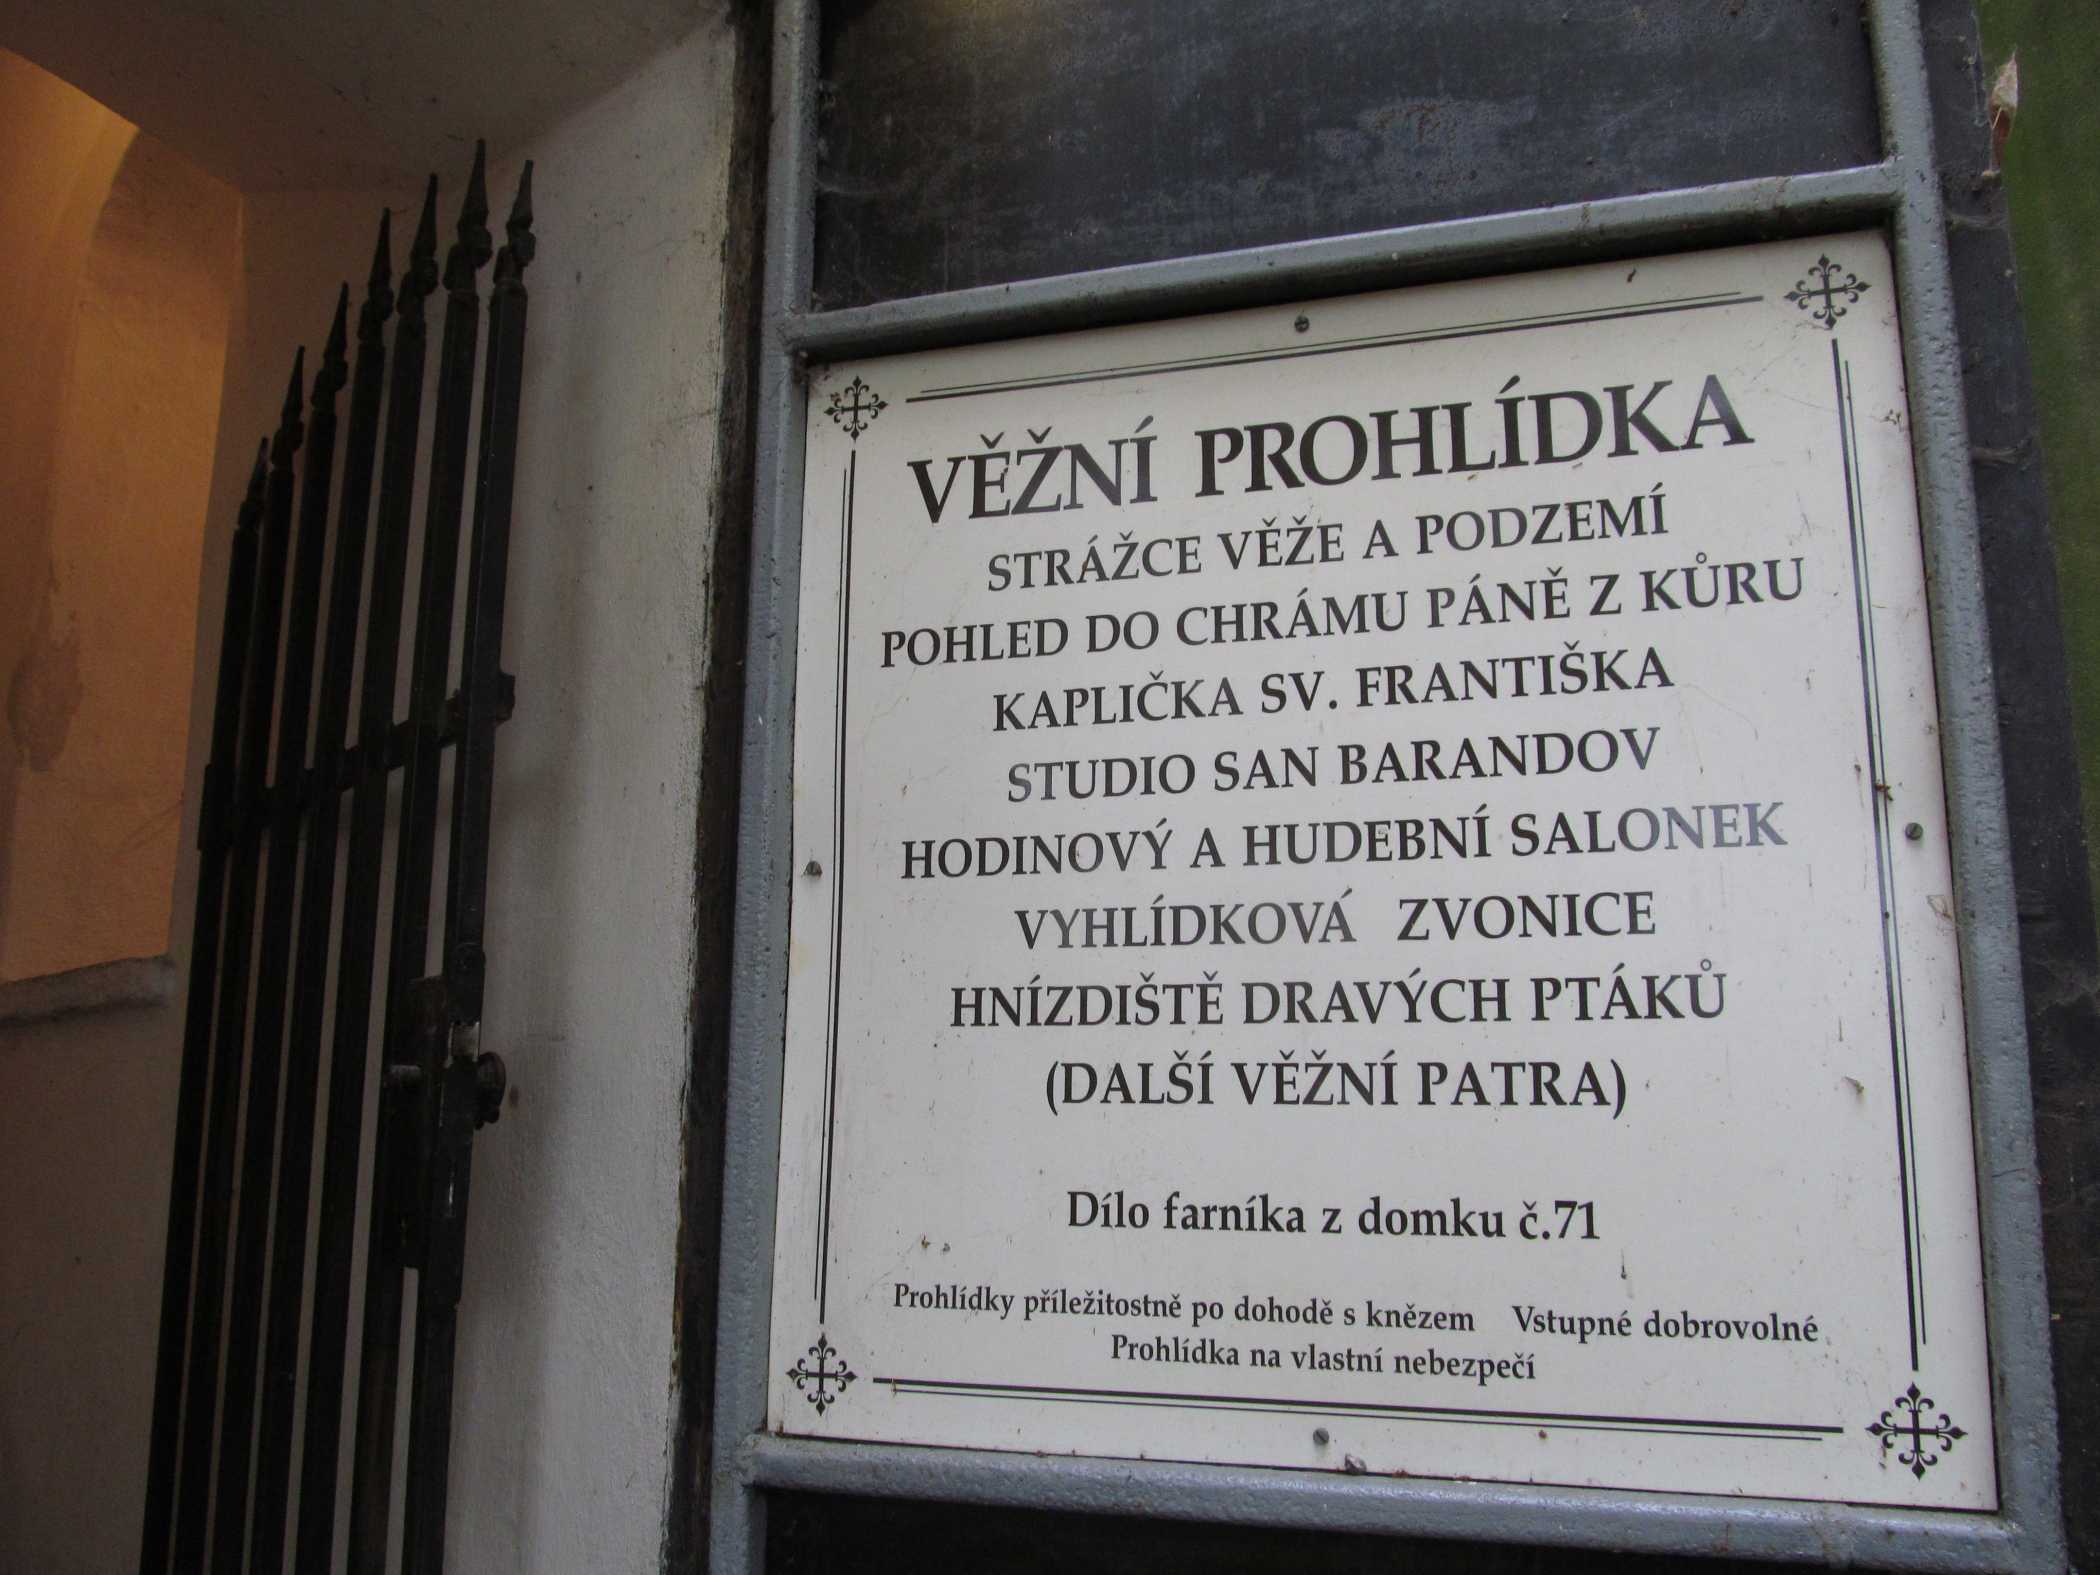 VĚŽNÍ PROHLÍDKA
STRÁŽCE VĚŽE A PODZEMÍ
POHLED DO CHRÁMU PÁNĚ Z KŮRU
KAPLIČKA SV. FRANTIŠKA
STUDIO SAN BARANDOV
HODINOVÝ A HUDEBNÍ SALONEK
VYHLÍDKOVÁ ZVONICE
HNÍZDIŠTĚ DRAVÝCH PTÁKŮ
(DALŠÍ VĚŽNÍ PATRA)
Dílo farníka z domku č.71
Prohlídky příležitostně po dohodě s knězem Vstupné dobrovolné
Prohlídka na vlastní nebezpečí